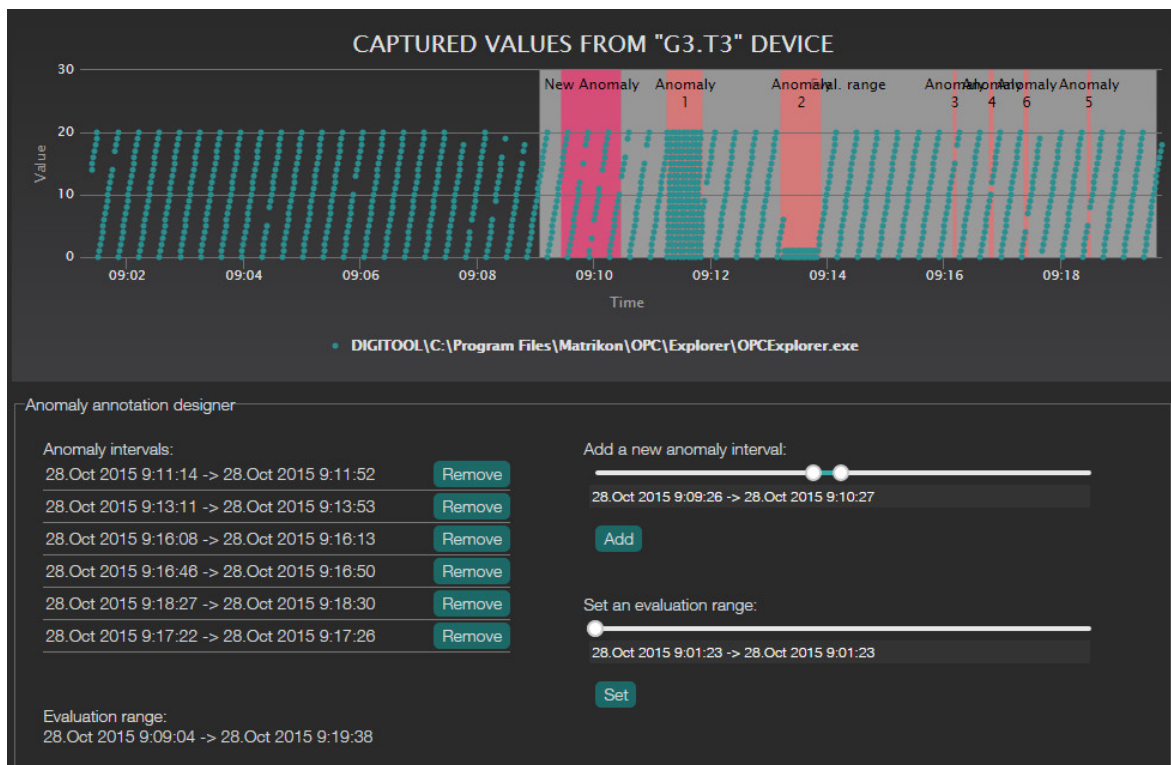 CAPTURED VALUES FROM "G3.T3" DEVICE
30
20
10
0
Value
New Anomaly
Anomaly
1
Anomaly
2
Eval. range
Anomaly
3
Anomaly
4
Anomaly
6
Anomaly
5
09:02 09:04 09:06 09:08 09:10 09:12 09:14 09:16 09:18
Time
DIGITOOL\C:\Program Files\Matrikon\OPC\Explorer\OPCExplorer.exe
Anomaly annotation designer
Anomaly intervals:
28.Oct 2015 9:11:14 -> 28.Oct 2015 9:11:52 Remove
28.Oct 2015 9:13:11 -> 28.Oct 2015 9:13:53 Remove
28.Oct 2015 9:16:08 -> 28.Oct 2015 9:16:13 Remove
28.Oct 2015 9:16:46 -> 28.Oct 2015 9:16:50 Remove
28.Oct 2015 9:18:27 -> 28.Oct 2015 9:18:30 Remove
28.Oct 2015 9:17:22 -> 28.Oct 2015 9:17:26 Remove
Evaluation range:
28.Oct 2015 9:09:04 -> 28.Oct 2015 9:19:38
Add a new anomaly interval:
28.Oct 2015 9:09:26 -> 28.Oct 2015 9:10:27
Add
Set an evaluation range:
28.Oct 2015 9:01:23 -> 28.Oct 2015 9:01:23
Set